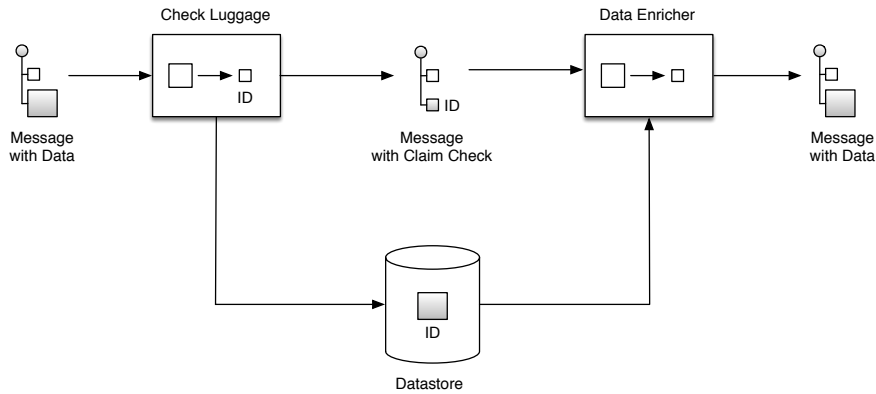 Check Luggage
Data Enricher
ID
ID
Message
with Data
Message
with Claim Check
Message
with Data
ID
Datastore